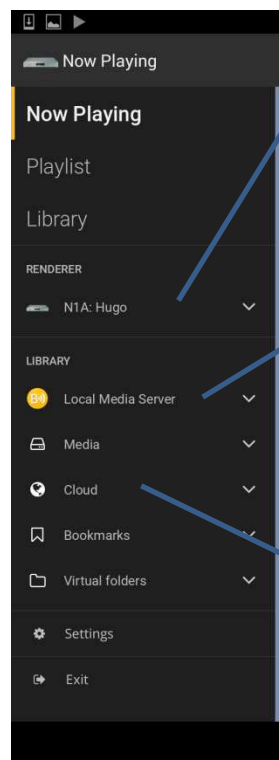 Now Playing
Now Playing
Playlist
Library
RENDERER
N1A: Hugo
LIBRARY
Local Media Server
Media
Cloud
Bookmarks
Virtual folders
Settings
Exit